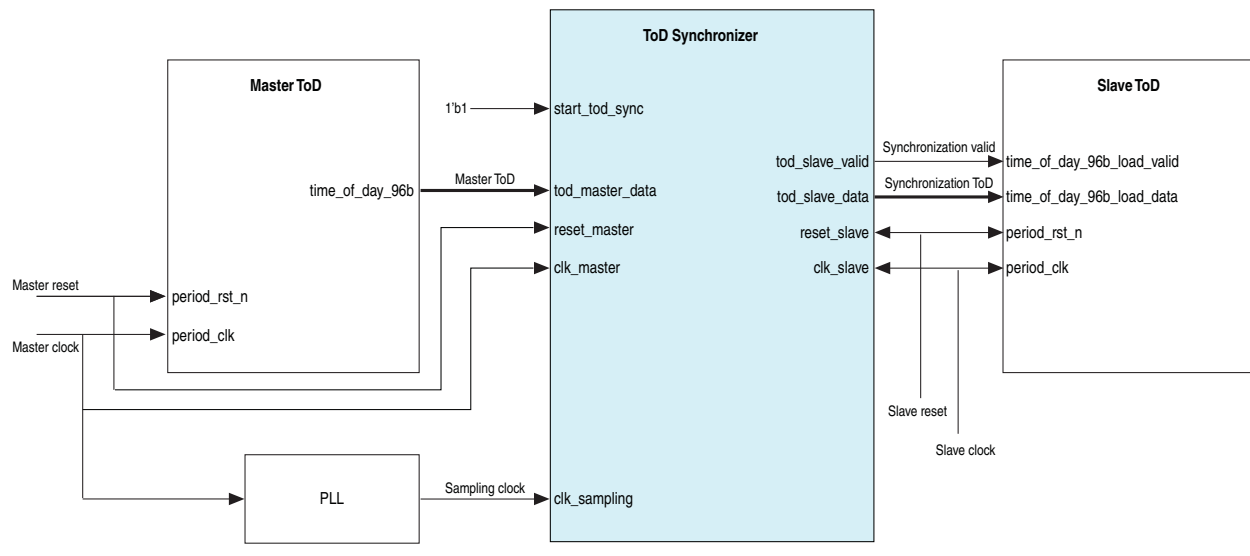 ToD Synchronizer
Master ToD
Slave ToD
1'b1
start_tod_sync
tod_slave_valid
Synchronization valid
time_of_day_96b_load_valid
time_of_day_96b
Master ToD
tod_master_data
tod_slave_data
Synchronization ToD
time_of_day_96b_load_data
reset_master
reset_slave
period_rst_n
clk_master
clk_slave
period_clk
Master reset
period_rst_n
Master clock
period_clk
Slave reset
Slave clock
PLL
Sampling clock
clk_sampling